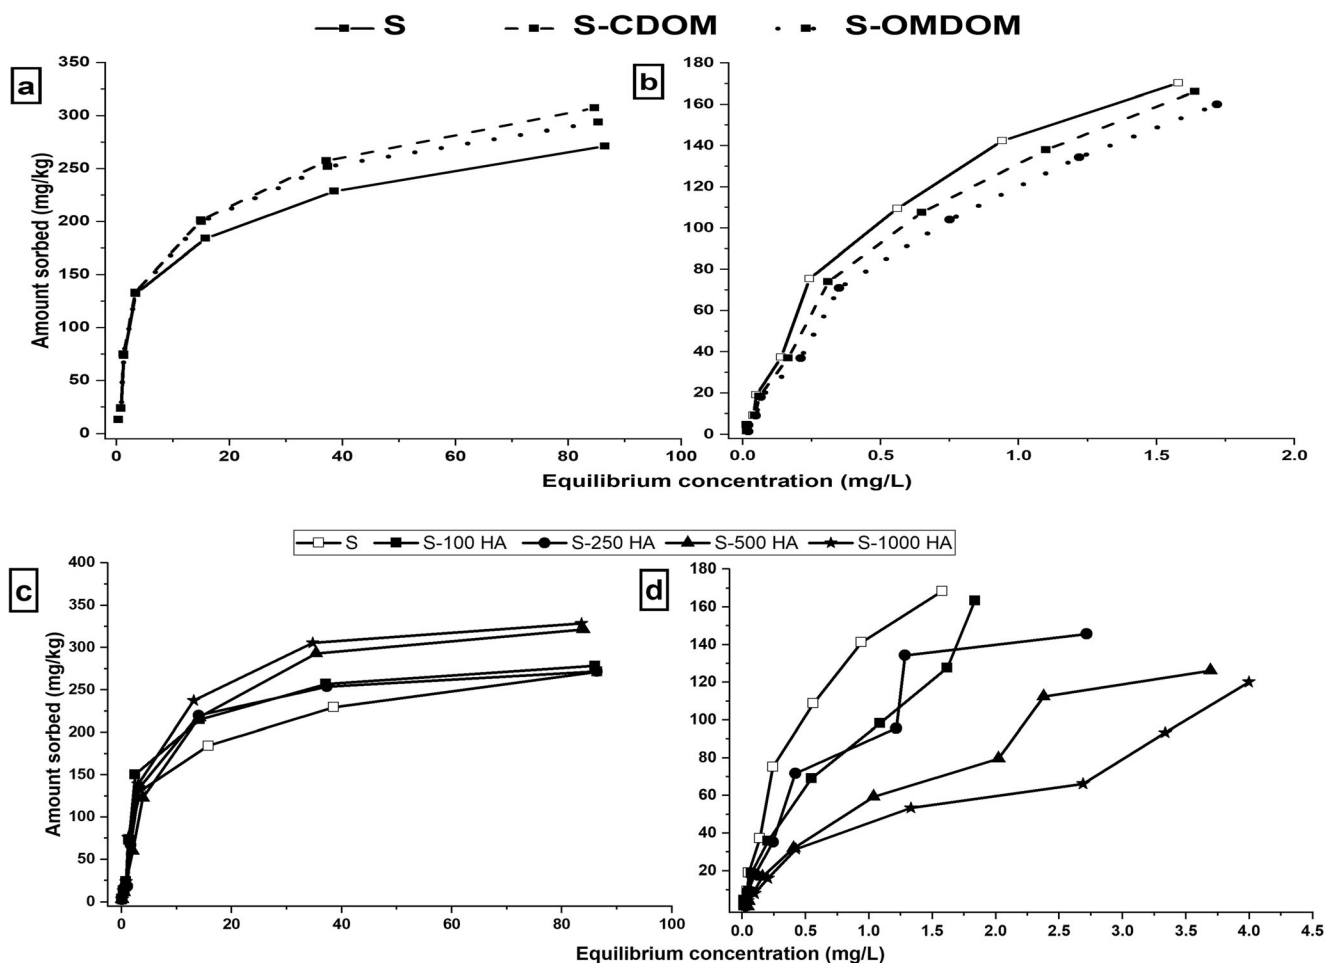 S S-CDOM S-OMDOM
a
350
300
250
200
150
100
50
0
Amount sorbed (mg/kg)
0 20 40 60 80 100
b
180
160
140
120
100
80
60
40
20
0
0.0 0.5 1.0 1.5 2.0
Equilibrium concentration (mg/L)
S S-100 HA S-250 HA S-500 HA S-1000 HA
c
400
350
300
250
200
150
100
50
0
Amount sorbed (mg/kg)
0 20 40 60 80 100
d
180
160
140
120
100
80
60
40
20
0.0 0.5 1.0 1.5 2.0 2.5 3.0 3.5 4.0 4.5
Equilibrium concentration (mg/L)